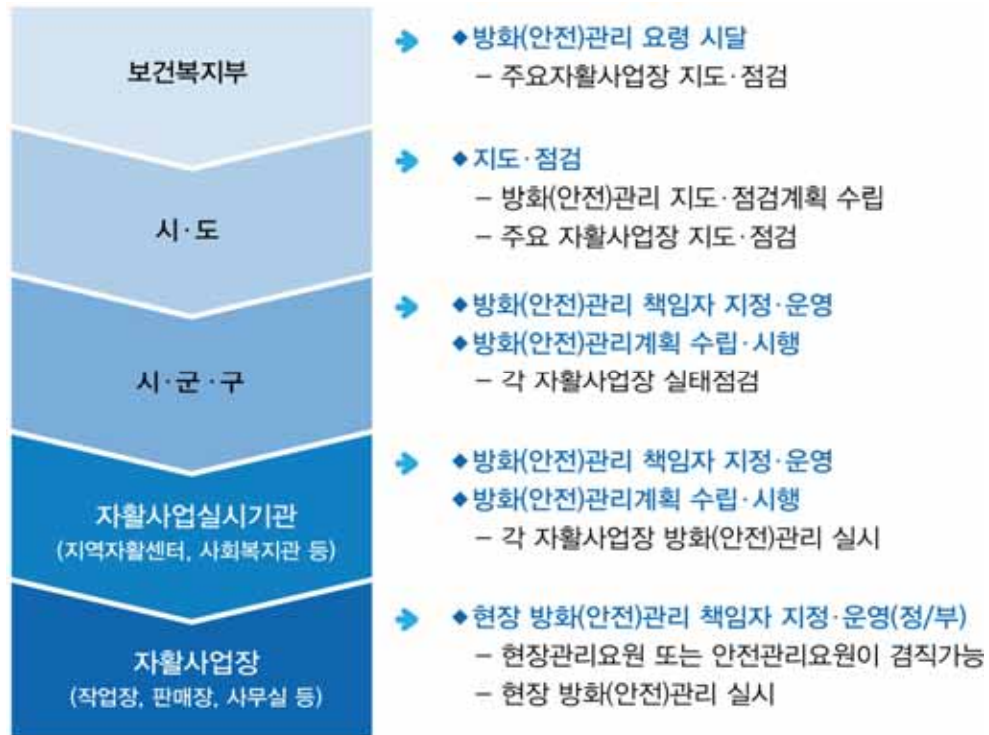 보건복지부
◆방화(안전)관리 요령 시달
– 주요자활사업장 지도·점검
시·도
◆지도·점검
– 방화(안전)관리 지도·점검계획 수립
– 주요 자활사업장 지도·점검
시·군·구
◆방화(안전)관리 책임자 지정·운영
◆방화(안전)관리계획 수립·시행
– 각 자활사업장 실태점검
자활사업실시기관
(지역자활센터, 사회복지관 등)
◆방화(안전)관리 책임자 지정·운영
◆방화(안전)관리계획 수립·시행
– 각 자활사업장 방화(안전)관리 실시
자활사업장
(작업장, 판매장, 사무실 등)
◆현장 방화(안전)관리 책임자 지정·운영(정/부)
– 현장관리요원 또는 안전관리요원이 겸직가능
– 현장 방화(안전)관리 실시